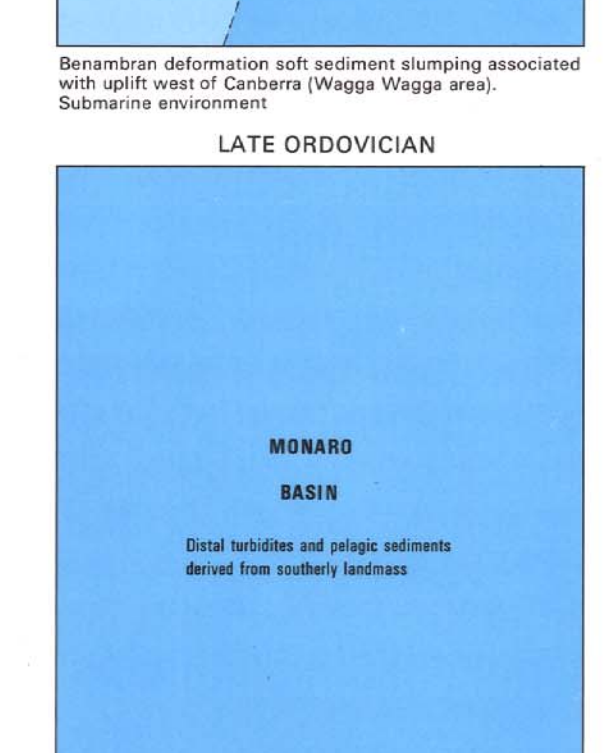 Benambran deformation soft sediment slumping associated
with uplift west of Canberra (Wagga Wagga area).
Submarine environment
LATE ORDOVICIAN
MONARO
BASIN
Distal turbidites and pelagic sediments
derived from southerly landmass